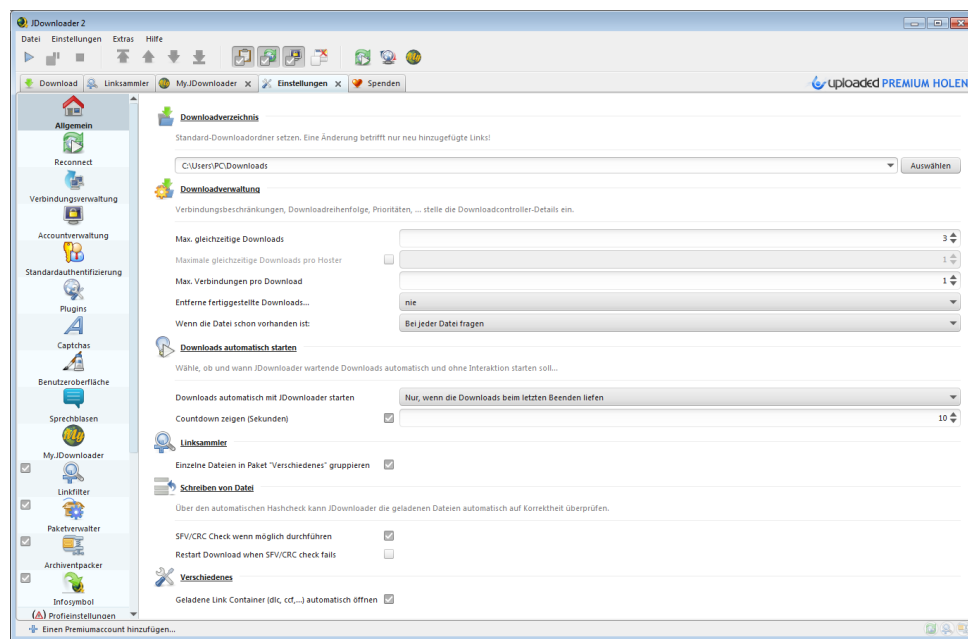 JDownloader 2
Datei Einstellungen Extras Hilfe
Download Linksammler My.JDownloader Einstellungen Spenden
uploaded PREMIUM HOLEN
Allgemein
Reconnect
Verbindungsverwaltung
Accountverwaltung
Standardauthentifizierung
Plugins
Captchas
Benutzeroberfläche
Sprechblasen
My.JDownloader
Linkfilter
Paketverwalter
Archiventpacker
Infosymbol
Profieinstellungen
Downloadverzeichnis
Standard-Downloadordner setzen. Eine Änderung betrifft nur neu hinzugefügte Links!
C:\Users\PC\Downloads Auswählen
Downloadverwaltung
Verbindungsbeschränkungen, Downloadreihenfolge, Prioritäten, ... stelle die Downloadcontroller-Details ein.
Max. gleichzeitige Downloads 3
Maximale gleichzeitige Downloads pro Hoster 1
Max. Verbindungen pro Download 1
Entferne fertiggestellte Downloads... nie
Wenn die Datei schon vorhanden ist: Bei jeder Datei fragen
Downloads automatisch starten
Wähle, ob und wann JDownloader wartende Downloads automatisch und ohne Interaktion starten soll...
Downloads automatisch mit JDownloader starten Nur, wenn die Downloads beim letzten Beenden liefen
Countdown zeigen (Sekunden) 10
Linksammler
Einzelne Dateien in Paket "Verschiedenes" gruppieren
Schreiben von Datei
Über den automatischen Hashcheck kann JDownloader die geladenen Dateien automatisch auf Korrektheit überprüfen.
SFV/CRC Check wenn möglich durchführen
Restart Download when SFV/CRC check fails
Verschiedenes
Geladene Link Container (dlc, ccf,...) automatisch öffnen
Einen Premiumaccount hinzufügen...